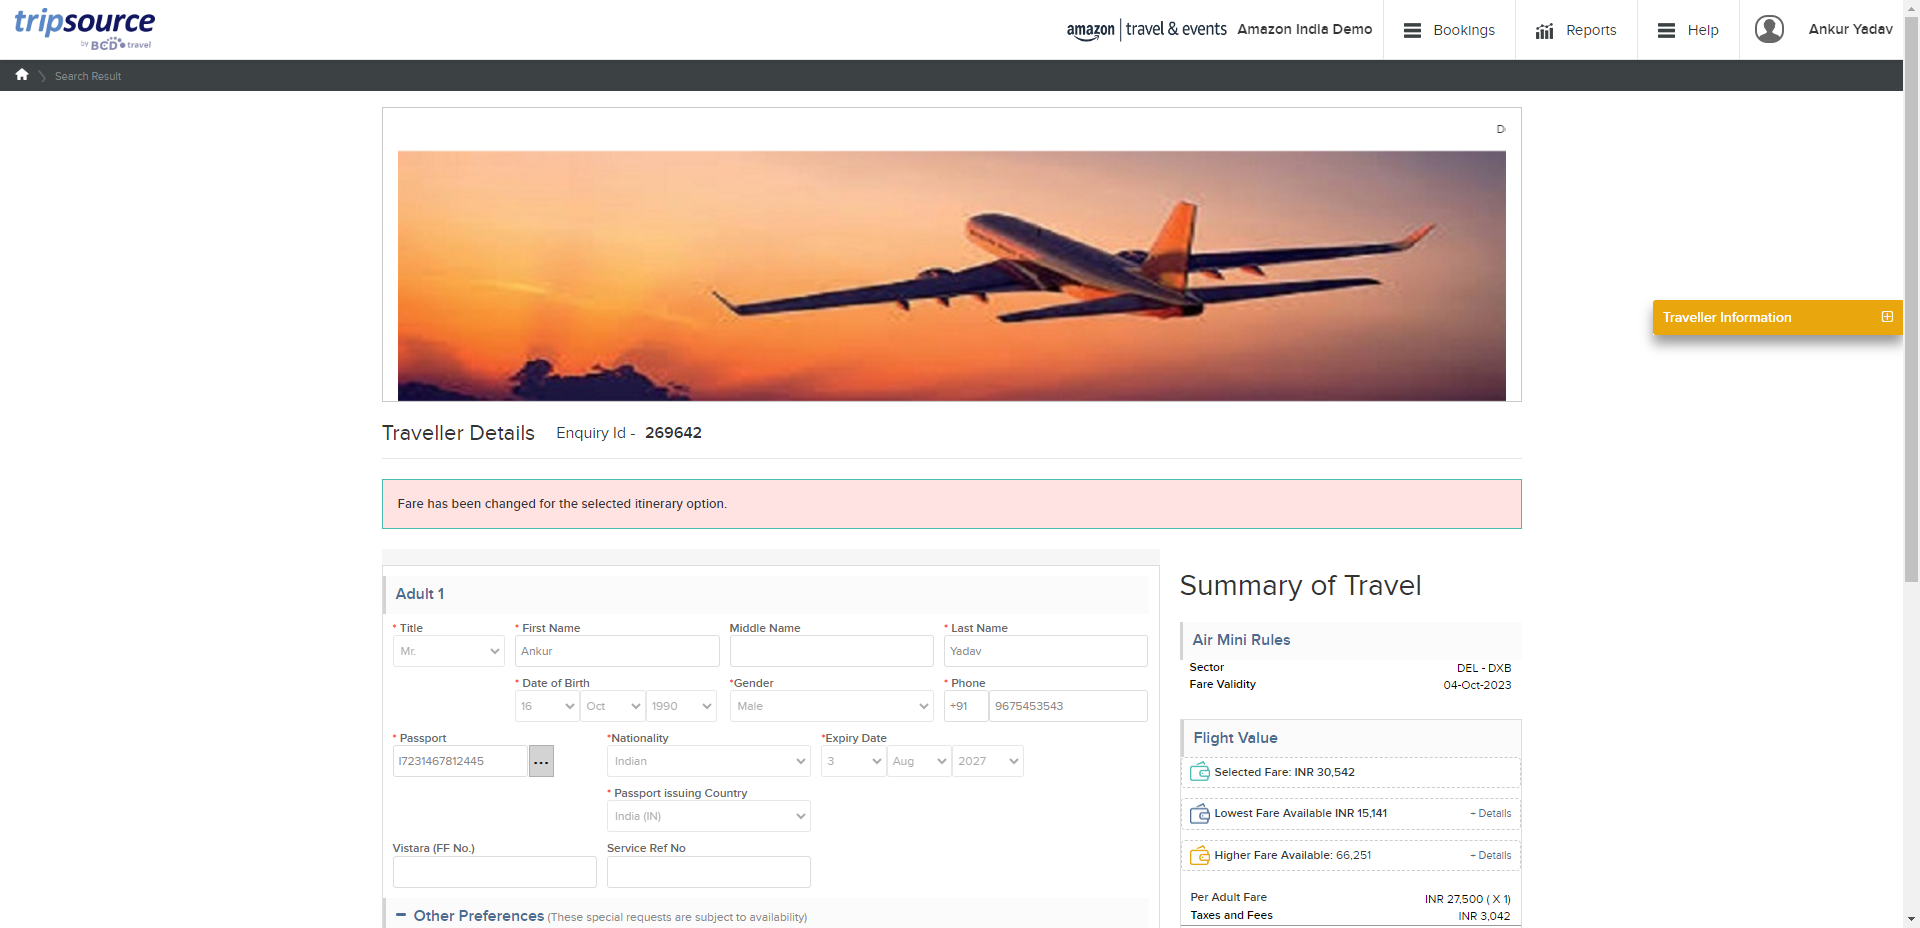 tripsource
by BCD travel
amazon | travel & events Amazon India Demo Bookings Reports Help Ankur Yadav
Search Result
Traveller Information
Traveller Details Enquiry Id - 269642
Fare has been changed for the selected itinerary option.
Adult 1
* Title * First Name Middle Name * Last Name
Mr. Ankur Yadav
* Date of Birth *Gender * Phone
16 Oct 1990 Male +91 9675453543
* Passport *Nationality *Expiry Date
I7231467812445 ... Indian 3 Aug 2027
* Passport issuing Country
India (IN)
Vistara (FF No.) Service Ref No
Other Preferences (These special requests are subject to availability)
Summary of Travel
Air Mini Rules
Sector DEL - DXB
Fare Validity 04-Oct-2023
Flight Value
Selected Fare: INR 30,542
Lowest Fare Available INR 15,141 + Details
Higher Fare Available: 66,251 + Details
Per Adult Fare INR 27,500 ( X 1)
Taxes and Fees INR 3,042